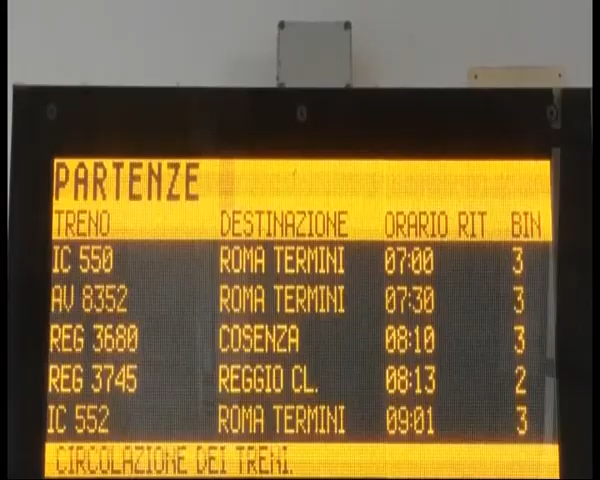 PARTENZE
TRENO DESTINAZIONE ORARIO RIT BIN
IC 550 ROMA TERMINI 07:00 3
AV 8352 ROMA TERMINI 07:30 3
REG 3680 COSENZA 08:10 3
REG 3745 REGGIO CL. 08:13 2
IC 552 ROMA TERMINI 09:01 3
CIRCOLAZIONE DEI TRENI.